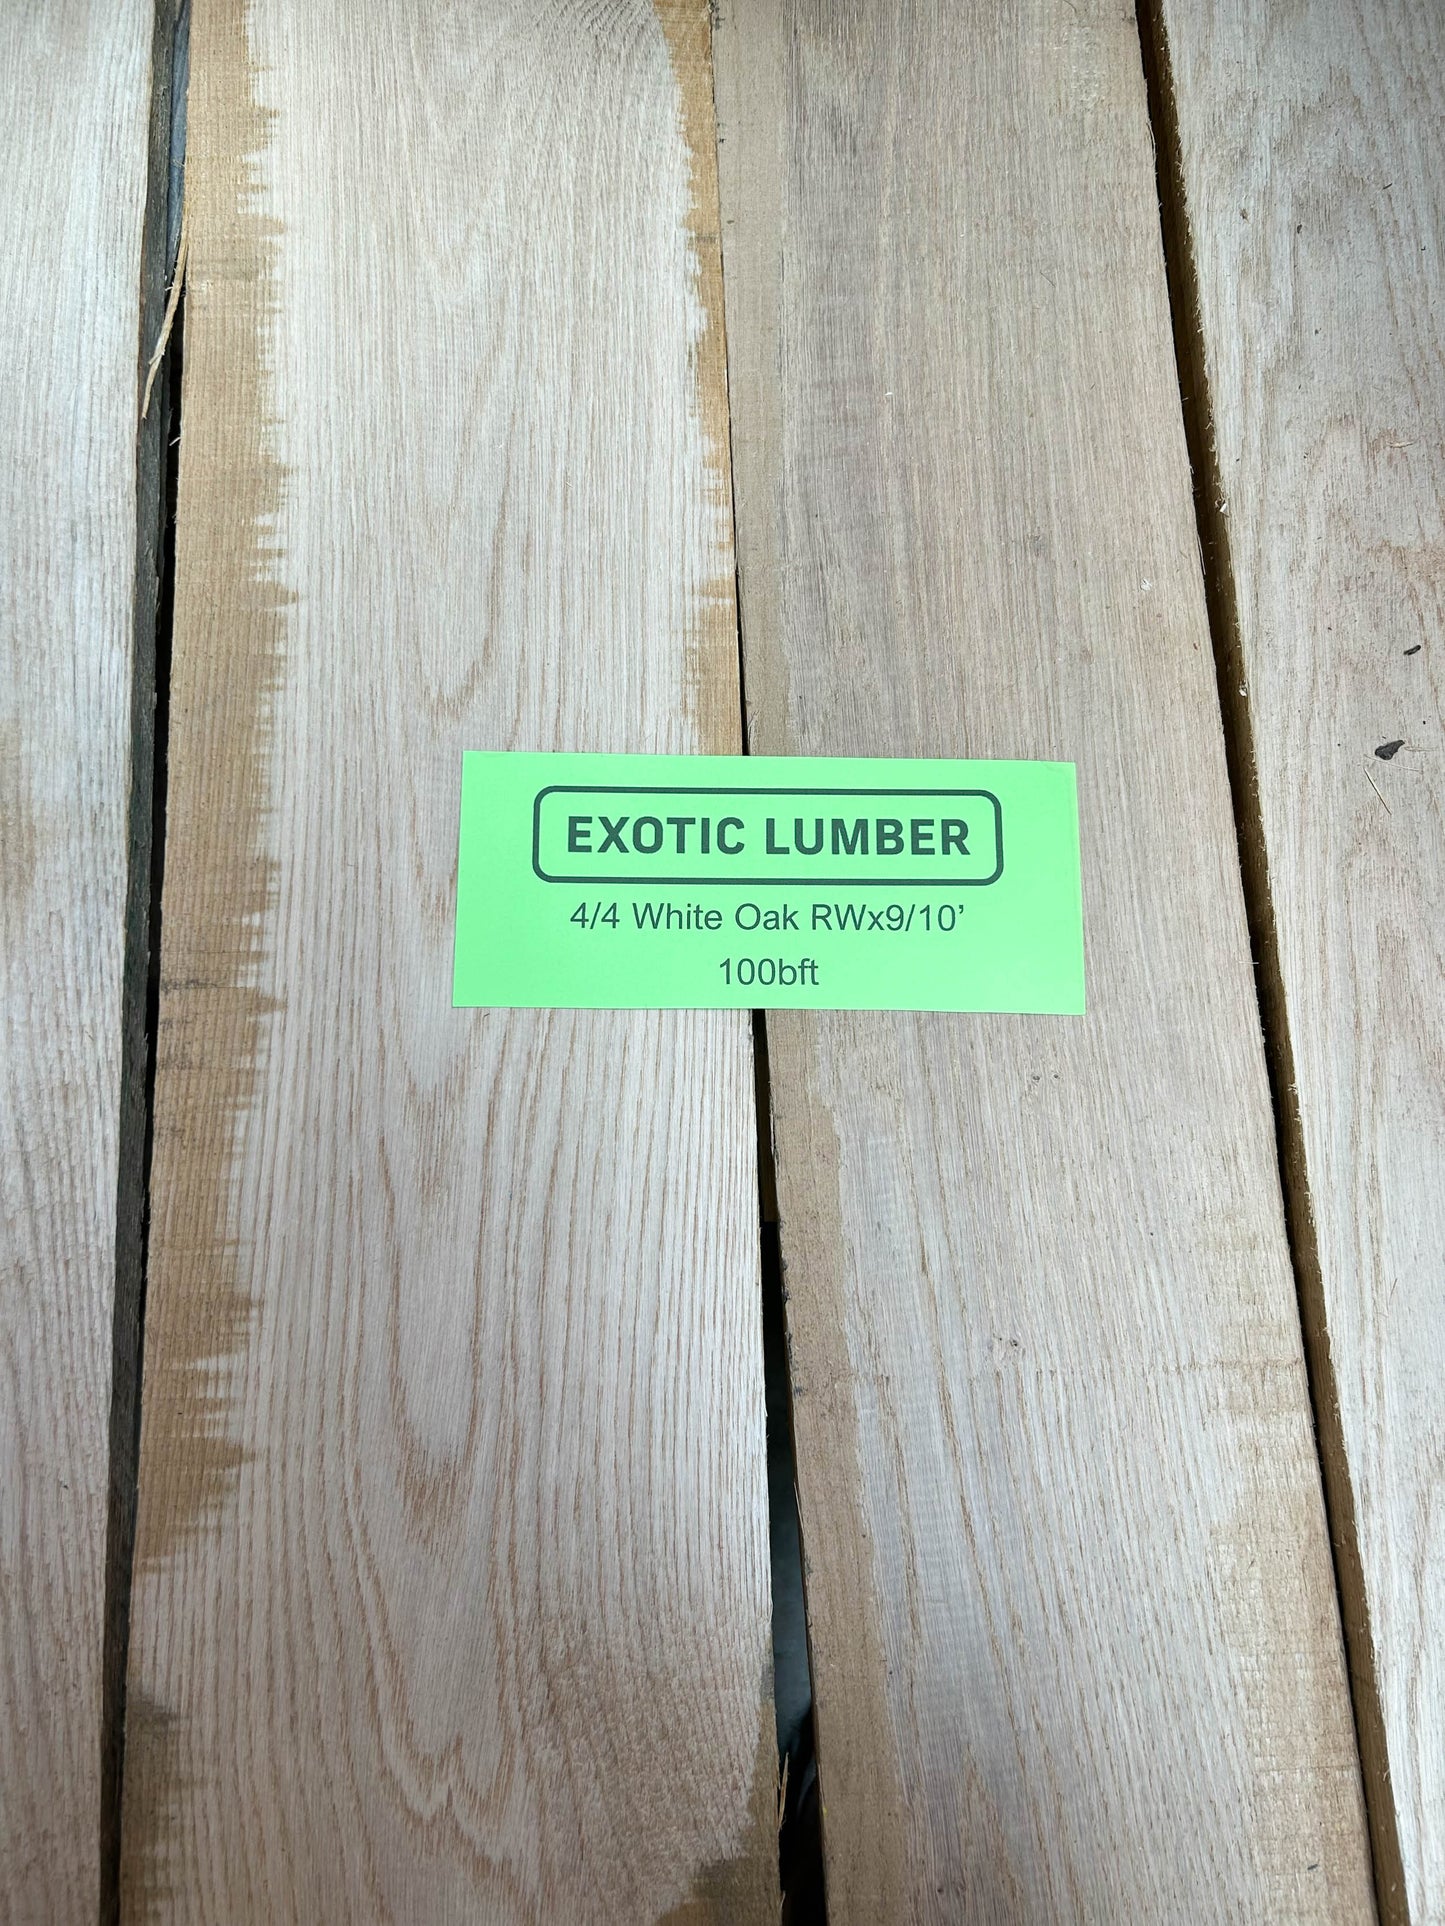 EXOTIC LUMBER
4/4 White Oak RWx9/10’
100bft